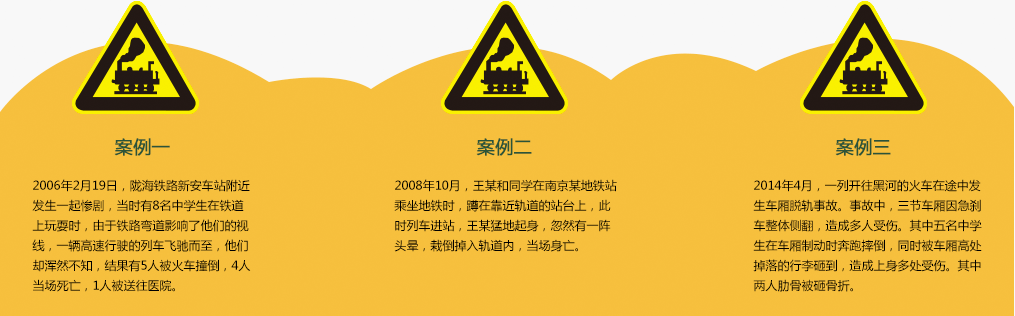 案例一
2006年2月19日，陇海铁路新安车站附近
发生一起惨剧，当时有8名中学生在铁道
上玩耍时，由于铁路弯道影响了他们的视
线，一辆高速行驶的列车飞驰而至，他们
却浑然不知，结果有5人被火车撞倒，4人
当场死亡，1人被送往医院。
案例二
2008年10月，王某和同学在南京某地铁站
乘坐地铁时，蹲在靠近轨道的站台上，此
时列车进站，王某猛地起身，忽然有一阵
头晕，栽倒掉入轨道内，当场身亡。
案例三
2014年4月，一列开往黑河的火车在途中发
生车厢脱轨事故。事故中，三节车厢因急刹
车整体侧翻，造成多人受伤。其中五名中学
生在车厢制动时奔跑摔倒，同时被车厢高处
掉落的行李砸到，造成上身多处受伤。其中
两人肋骨被砸骨折。